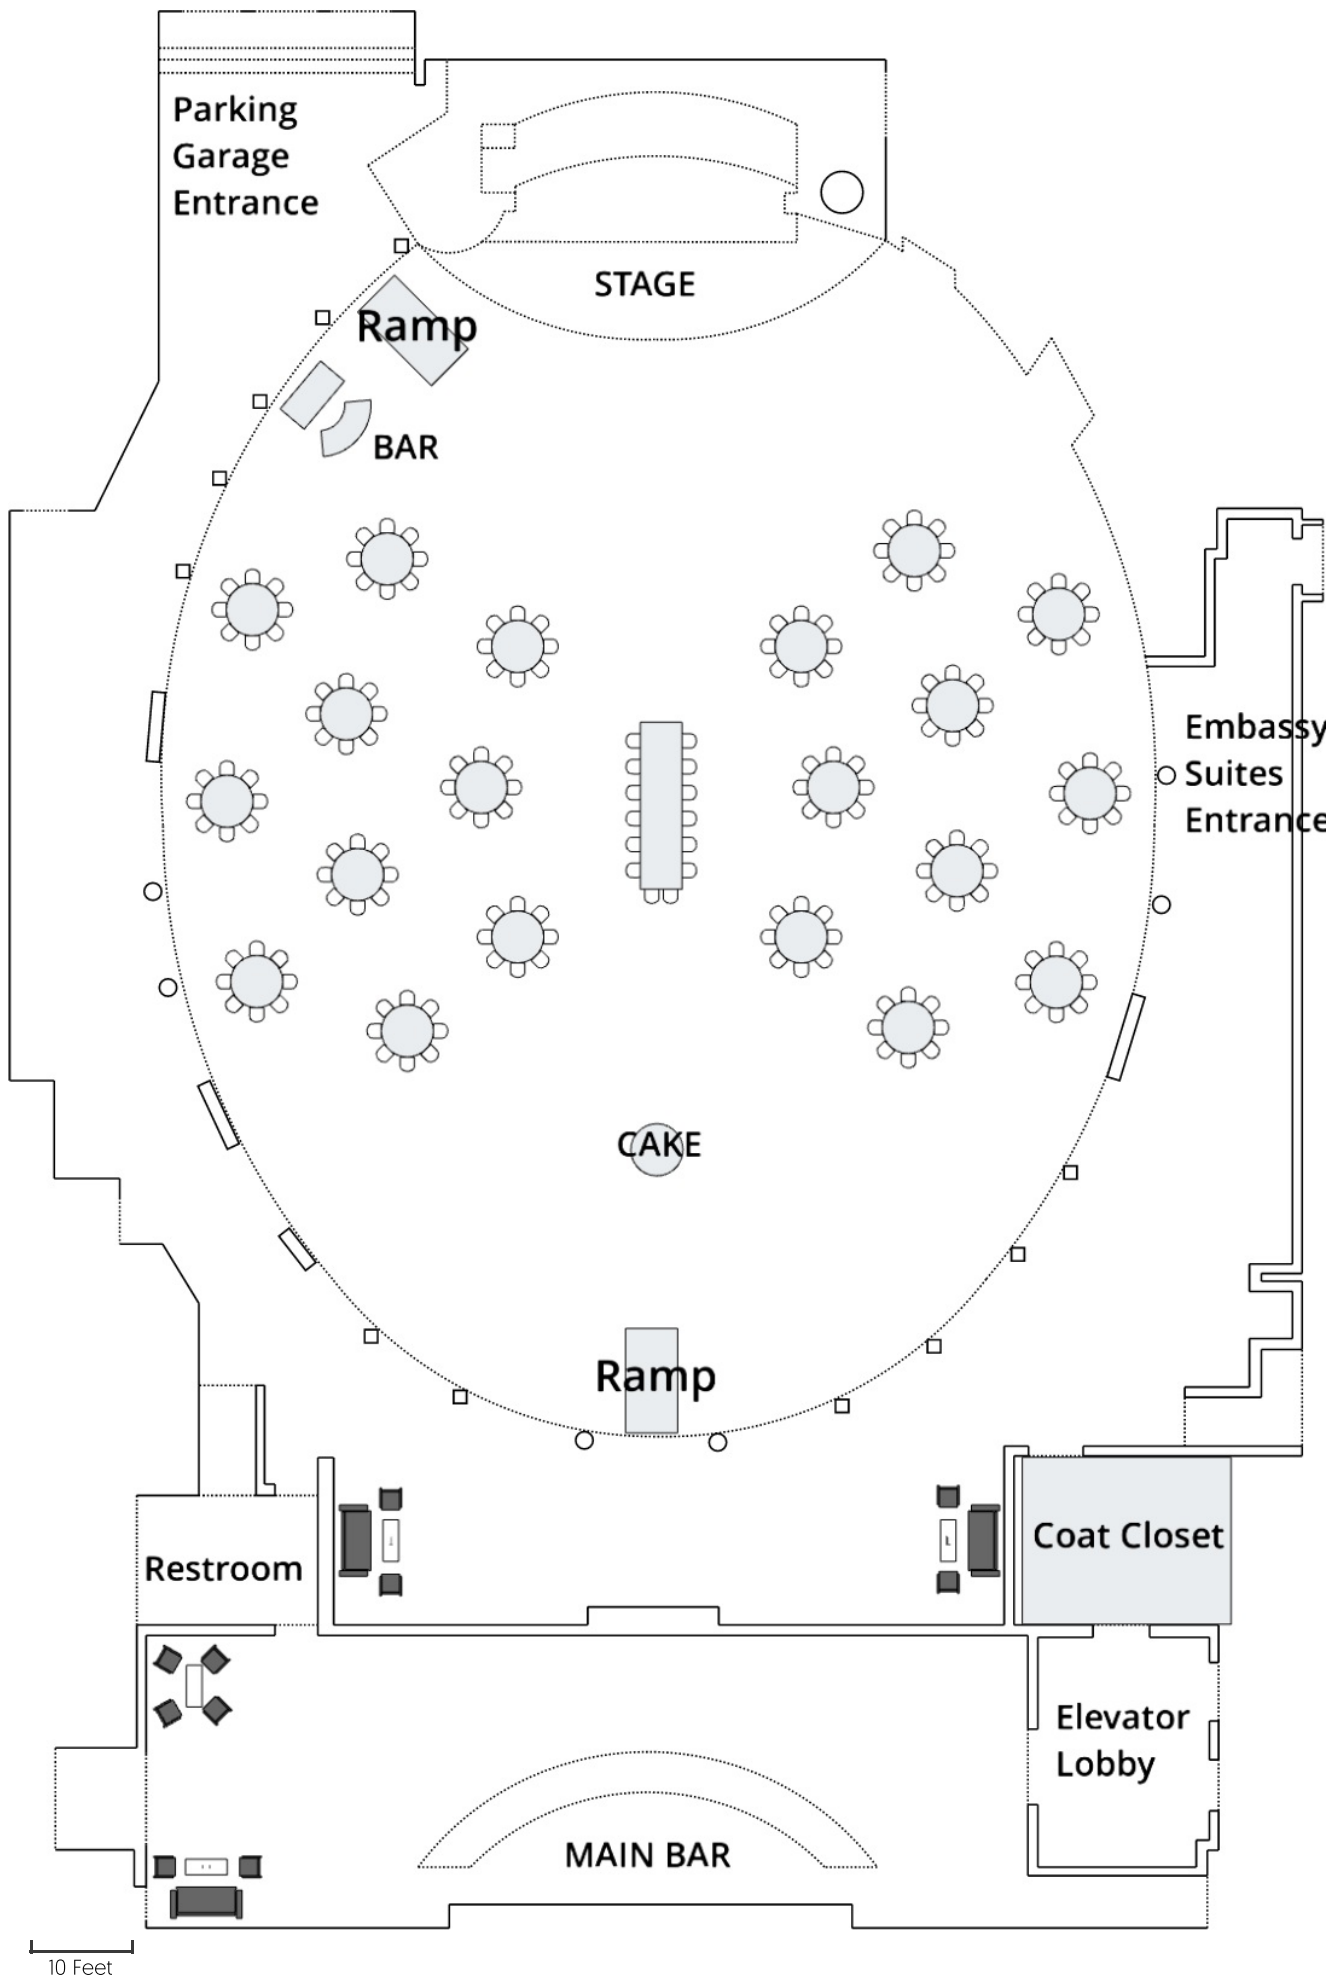 Parking
Garage
Entrance
STAGE
Ramp
BAR
Embassy
Suites
Entrance
CAKE
Ramp
Restroom
Coat Closet
Elevator
Lobby
MAIN BAR
10 Feet